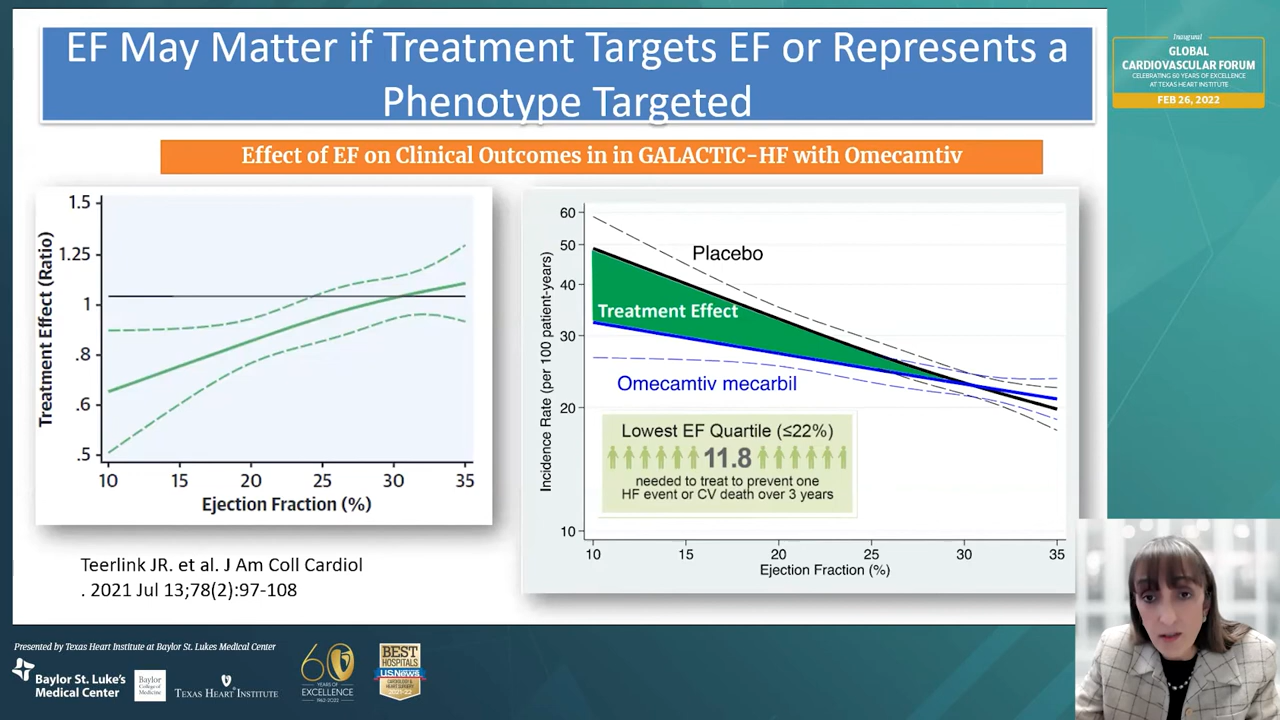 EF May Matter if Treatment Targets EF or Represents a
Phenotype Targeted
Inaugural
GLOBAL
CARDIOVASCULAR FORUM
CELEBRATING 60 YEARS OF EXCELLENCE
AT TEXAS HEART INSTITUTE
FEB 26, 2022
Effect of EF on Clinical Outcomes in in GALACTIC-HF with Omecamtiv
Treatment Effect (Ratio)
1.5
1.25
1
.8
.6
.5
10 15 20 25 30 35
Ejection Fraction (%)
Incidence Rate (per 100 patient-years)
60
50
40
30
20
10
Placebo
Treatment Effect
Omecamtiv mecarbil
Lowest EF Quartile (≤22%)
11.8
needed to treat to prevent one
HF event or CV death over 3 years
10 15 20 25 30 35
Ejection Fraction (%)
Teerlink JR. et al. J Am Coll Cardiol
. 2021 Jul 13;78(2):97-108
Presented by Texas Heart Institute at Baylor St. Lukes Medical Center
Baylor St. Luke's
Medical Center
Baylor
College of
Medicine
TEXAS HEART INSTITUTE
60
YEARS OF
EXCELLENCE
1962-2022
BEST
HOSPITALS
U.S. News